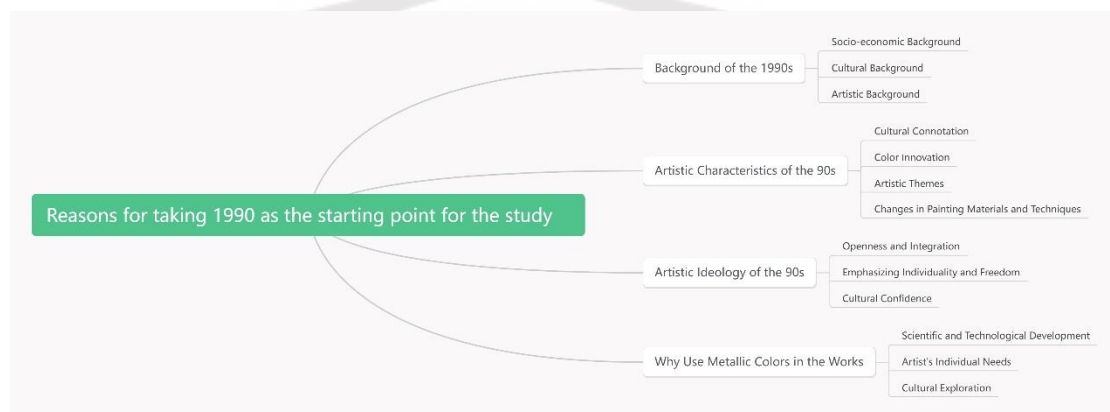 Reasons for taking 1990 as the starting point for the study
Background of the 1990s
Socio-economic Background
Cultural Background
Artistic Background
Artistic Characteristics of the 90s
Cultural Connotation
Color Innovation
Artistic Themes
Changes in Painting Materials and Techniques
Artistic Ideology of the 90s
Openness and Integration
Emphasizing Individuality and Freedom
Cultural Confidence
Why Use Metallic Colors in the Works
Scientific and Technological Development
Artist's Individual Needs
Cultural Exploration